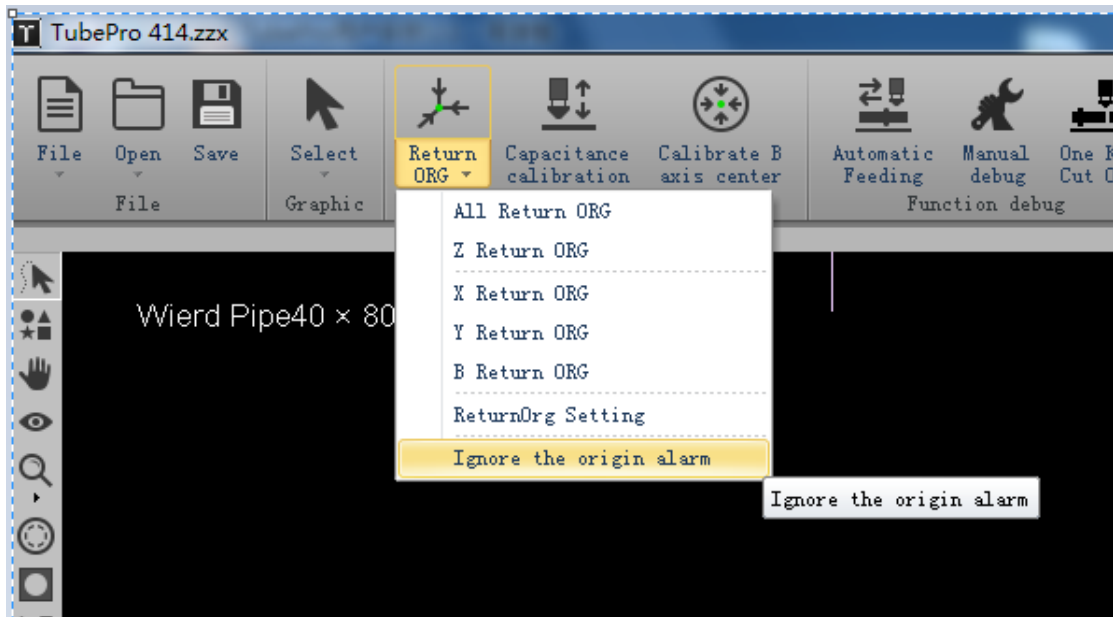 TubePro 414.zzx
File
Open
Save
Select
Return
ORG
Capacitance
calibration
Calibrate B
axis center
Automatic
Feeding
Manual
debug
One
Cut
File
Graphic
Function debug
All Return ORG
Z Return ORG
X Return ORG
Y Return ORG
B Return ORG
ReturnOrg Setting
Ignore the origin alarm
Ignore the origin alarm
Wierd Pipe40 × 80